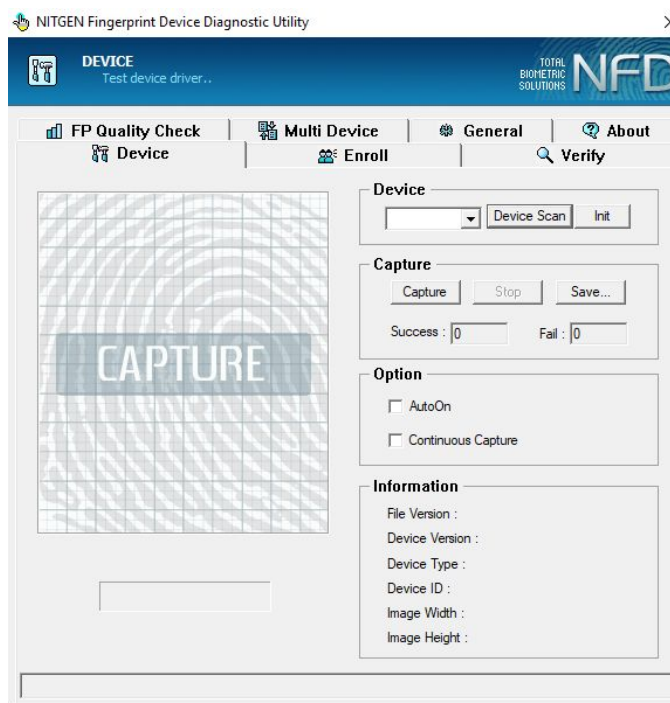 NITGEN Fingerprint Device Diagnostic Utility
DEVICE
Test device driver..
TOTAL
BIOMETRIC
SOLUTIONS
NFD
FP Quality Check
Multi Device
General
About
Device
Enroll
Verify
CAPTURE
Device
Device Scan
Init
Capture
Capture
Stop
Save...
Success : 0
Fail : 0
Option
AutoOn
Continuous Capture
Information
File Version :
Device Version :
Device Type :
Device ID :
Image Width :
Image Height :